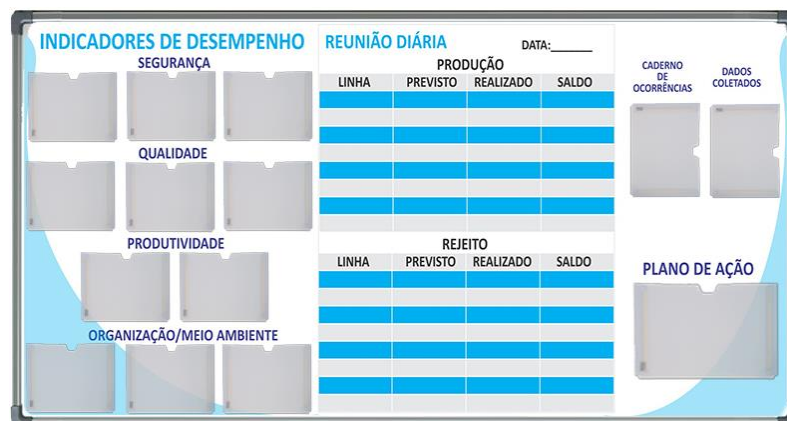 INDICADORES DE DESEMPENHO
SEGURANÇA
QUALIDADE
PRODUTIVIDADE
ORGANIZAÇÃO/MEIO AMBIENTE
REUNIÃO DIÁRIA
DATA:______
PRODUÇÃO
LINHA PREVISTO REALIZADO SALDO
REJEITO
LINHA PREVISTO REALIZADO SALDO
CADERNO
DE
OCORRÊNCIAS
DADOS
COLETADOS
PLANO DE AÇÃO